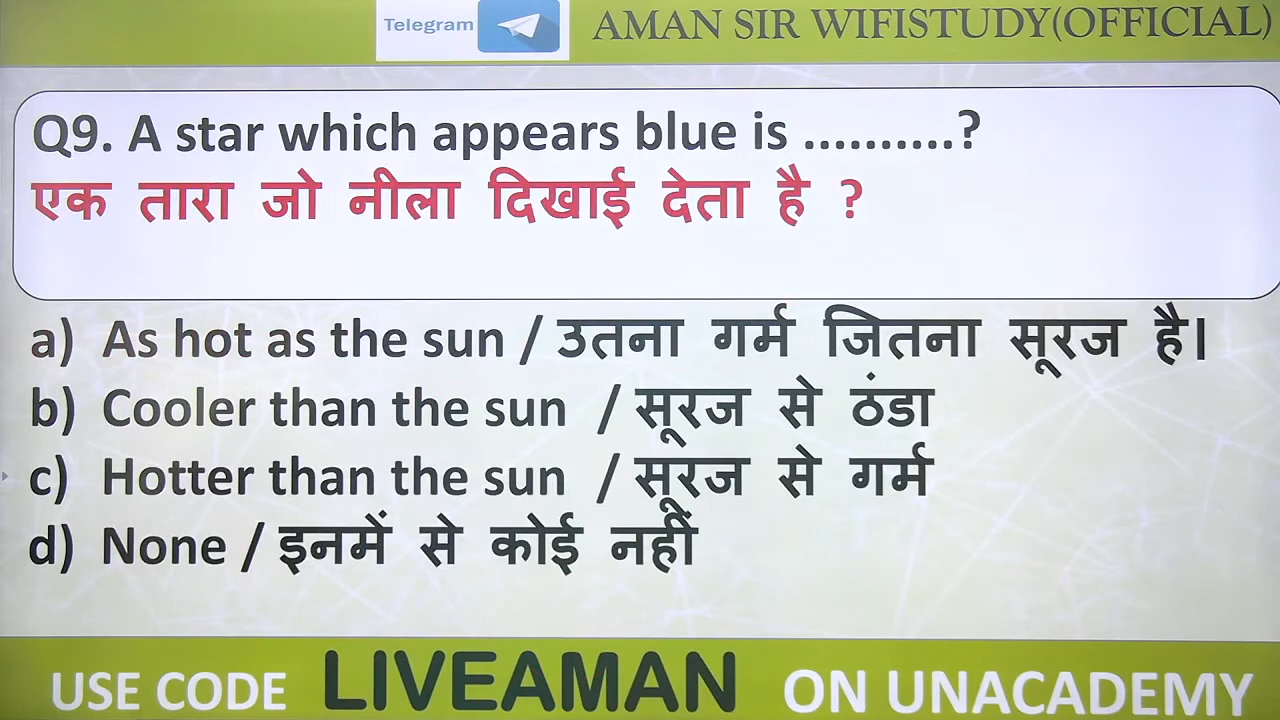 Telegram
AMAN SIR WIFISTUDY(OFFICIAL)
Q9. A star which appears blue is ..........?
एक तारा जो नीला दिखाई देता है ?
a) As hot as the sun / उतना गर्म जितना सूरज है।
b) Cooler than the sun / सूरज से ठंडा
c) Hotter than the sun / सूरज से गर्म
d) None / इनमें से कोई नहीं
USE CODE LIVEAMAN ON UNACADEMY